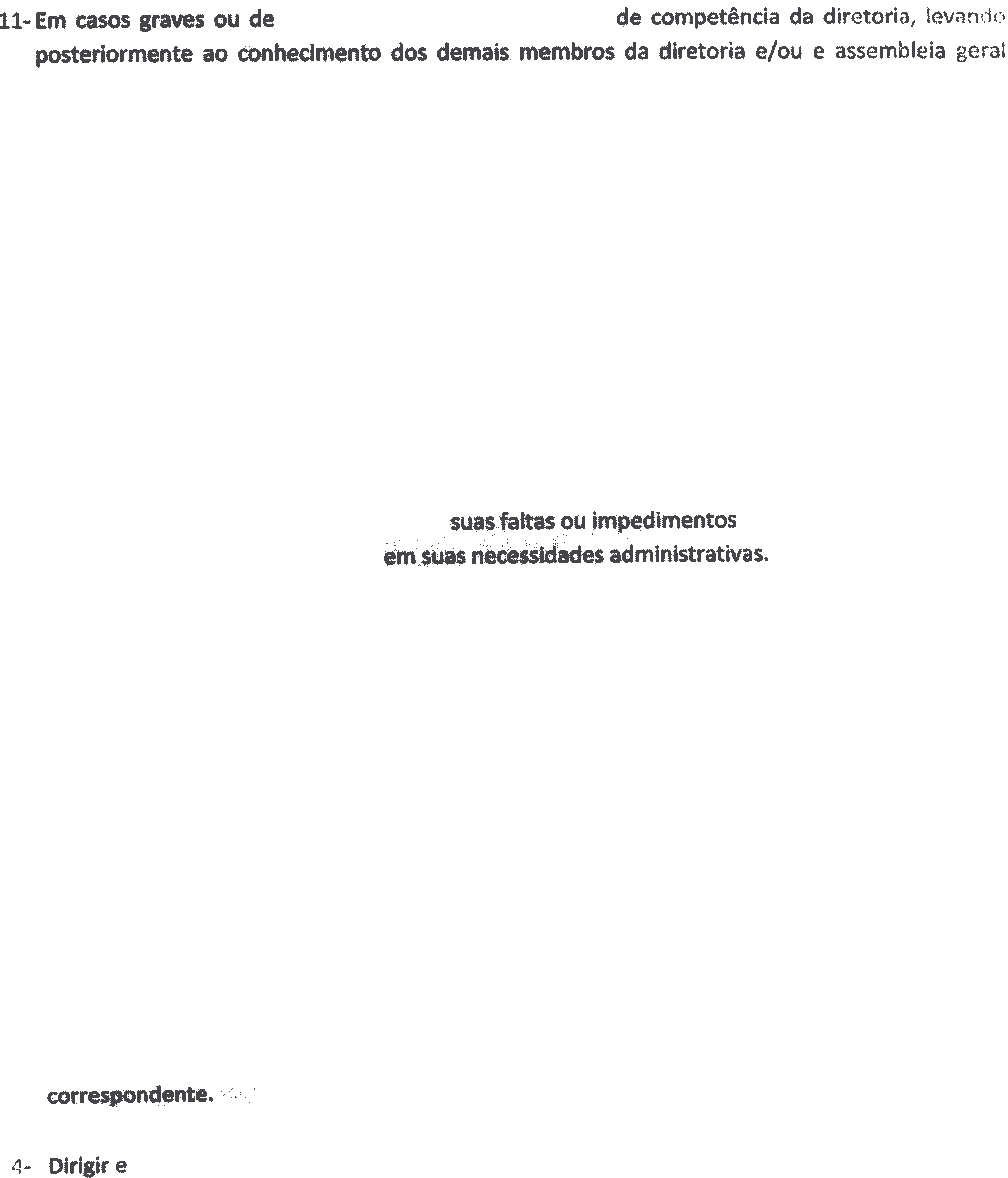 11- Em casos graves ou de de competência da diretoria, levando
posteriormente ao conhecimento dos demais membros da diretoria e/ou e assembleia geral
suas faltas ou impedimentos
em suas necessidades administrativas.
correspondente.
4- Dirigir e